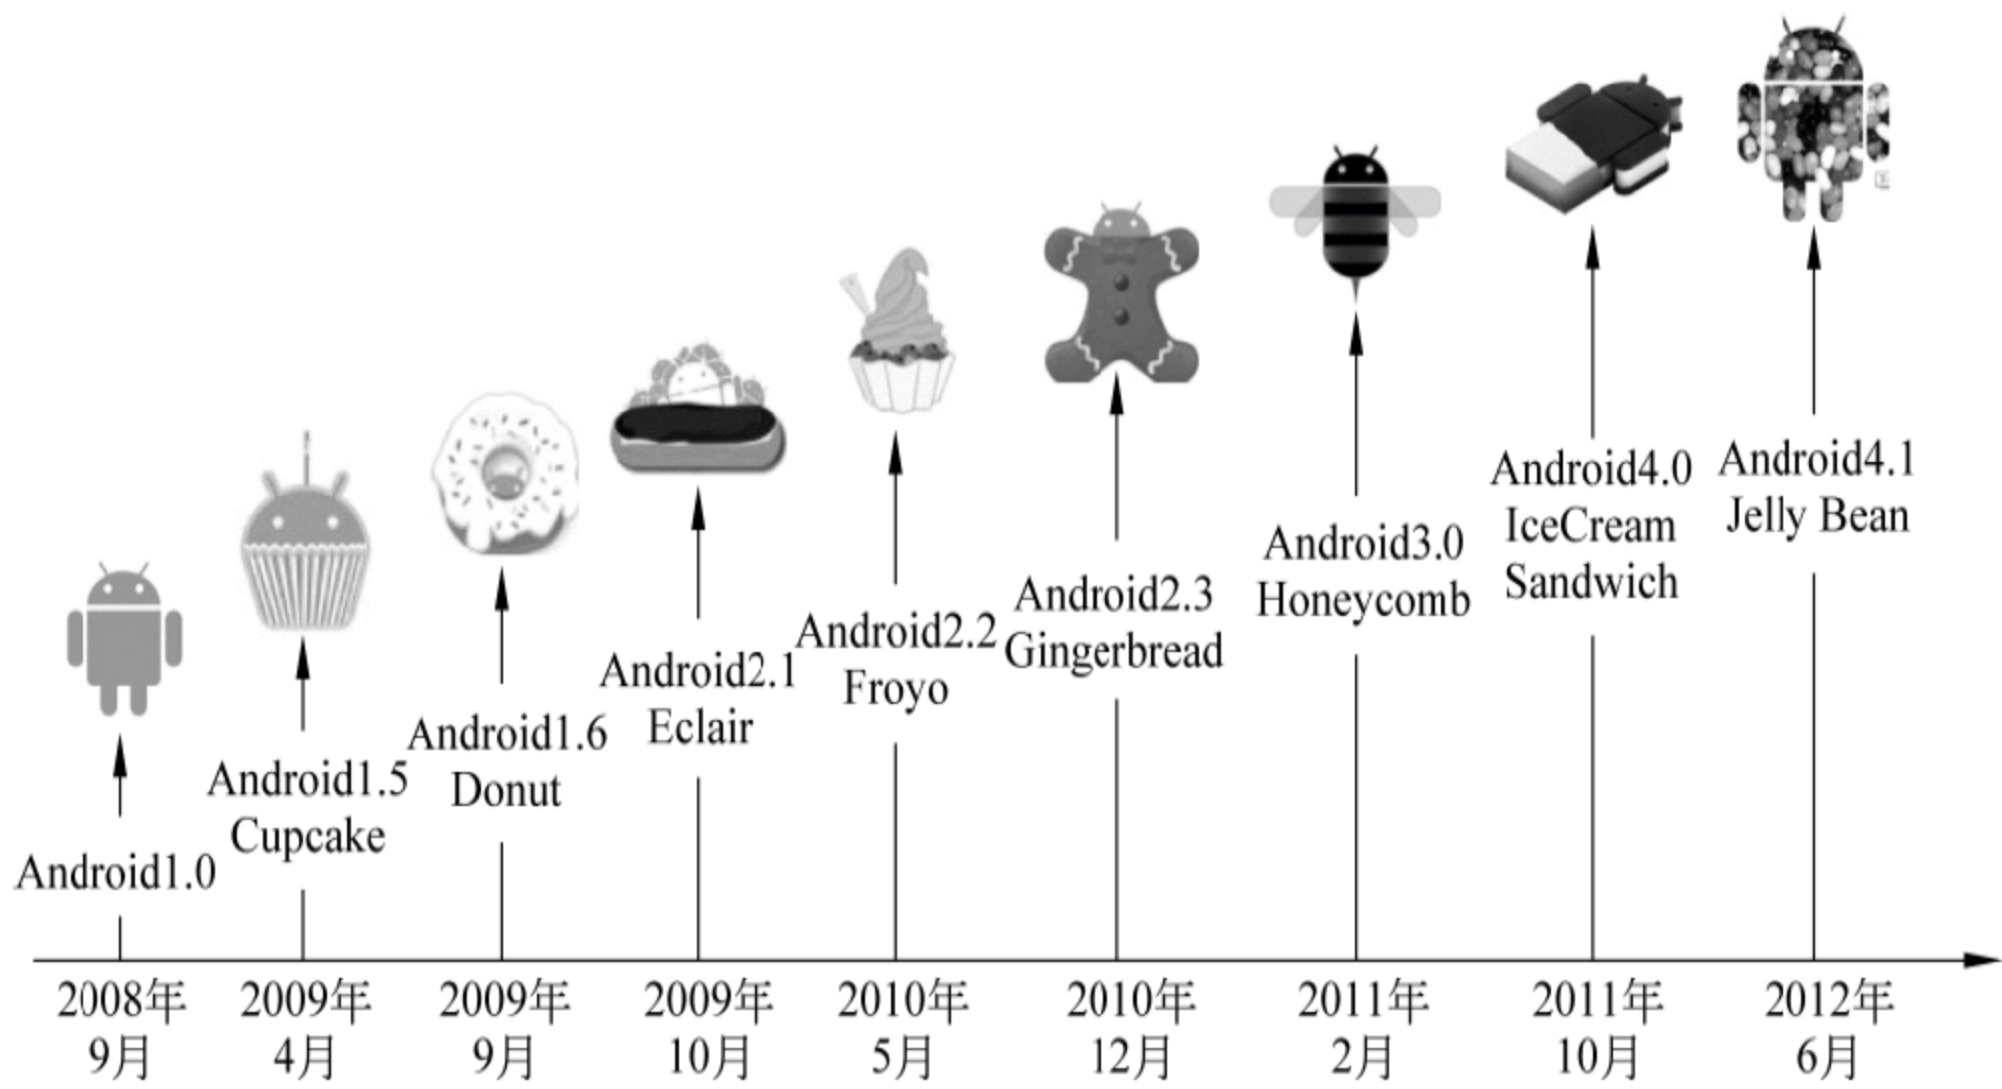 Android1.0
Android1.5
Cupcake
Android1.6
Donut
Android2.1
Eclair
Android2.2
Froyo
Android2.3
Gingerbread
Android3.0
Honeycomb
Android4.0
IceCream
Sandwich
Android4.1
Jelly Bean
2008年
9月
2009年
4月
2009年
9月
2009年
10月
2010年
5月
2010年
12月
2011年
2月
2011年
10月
2012年
6月